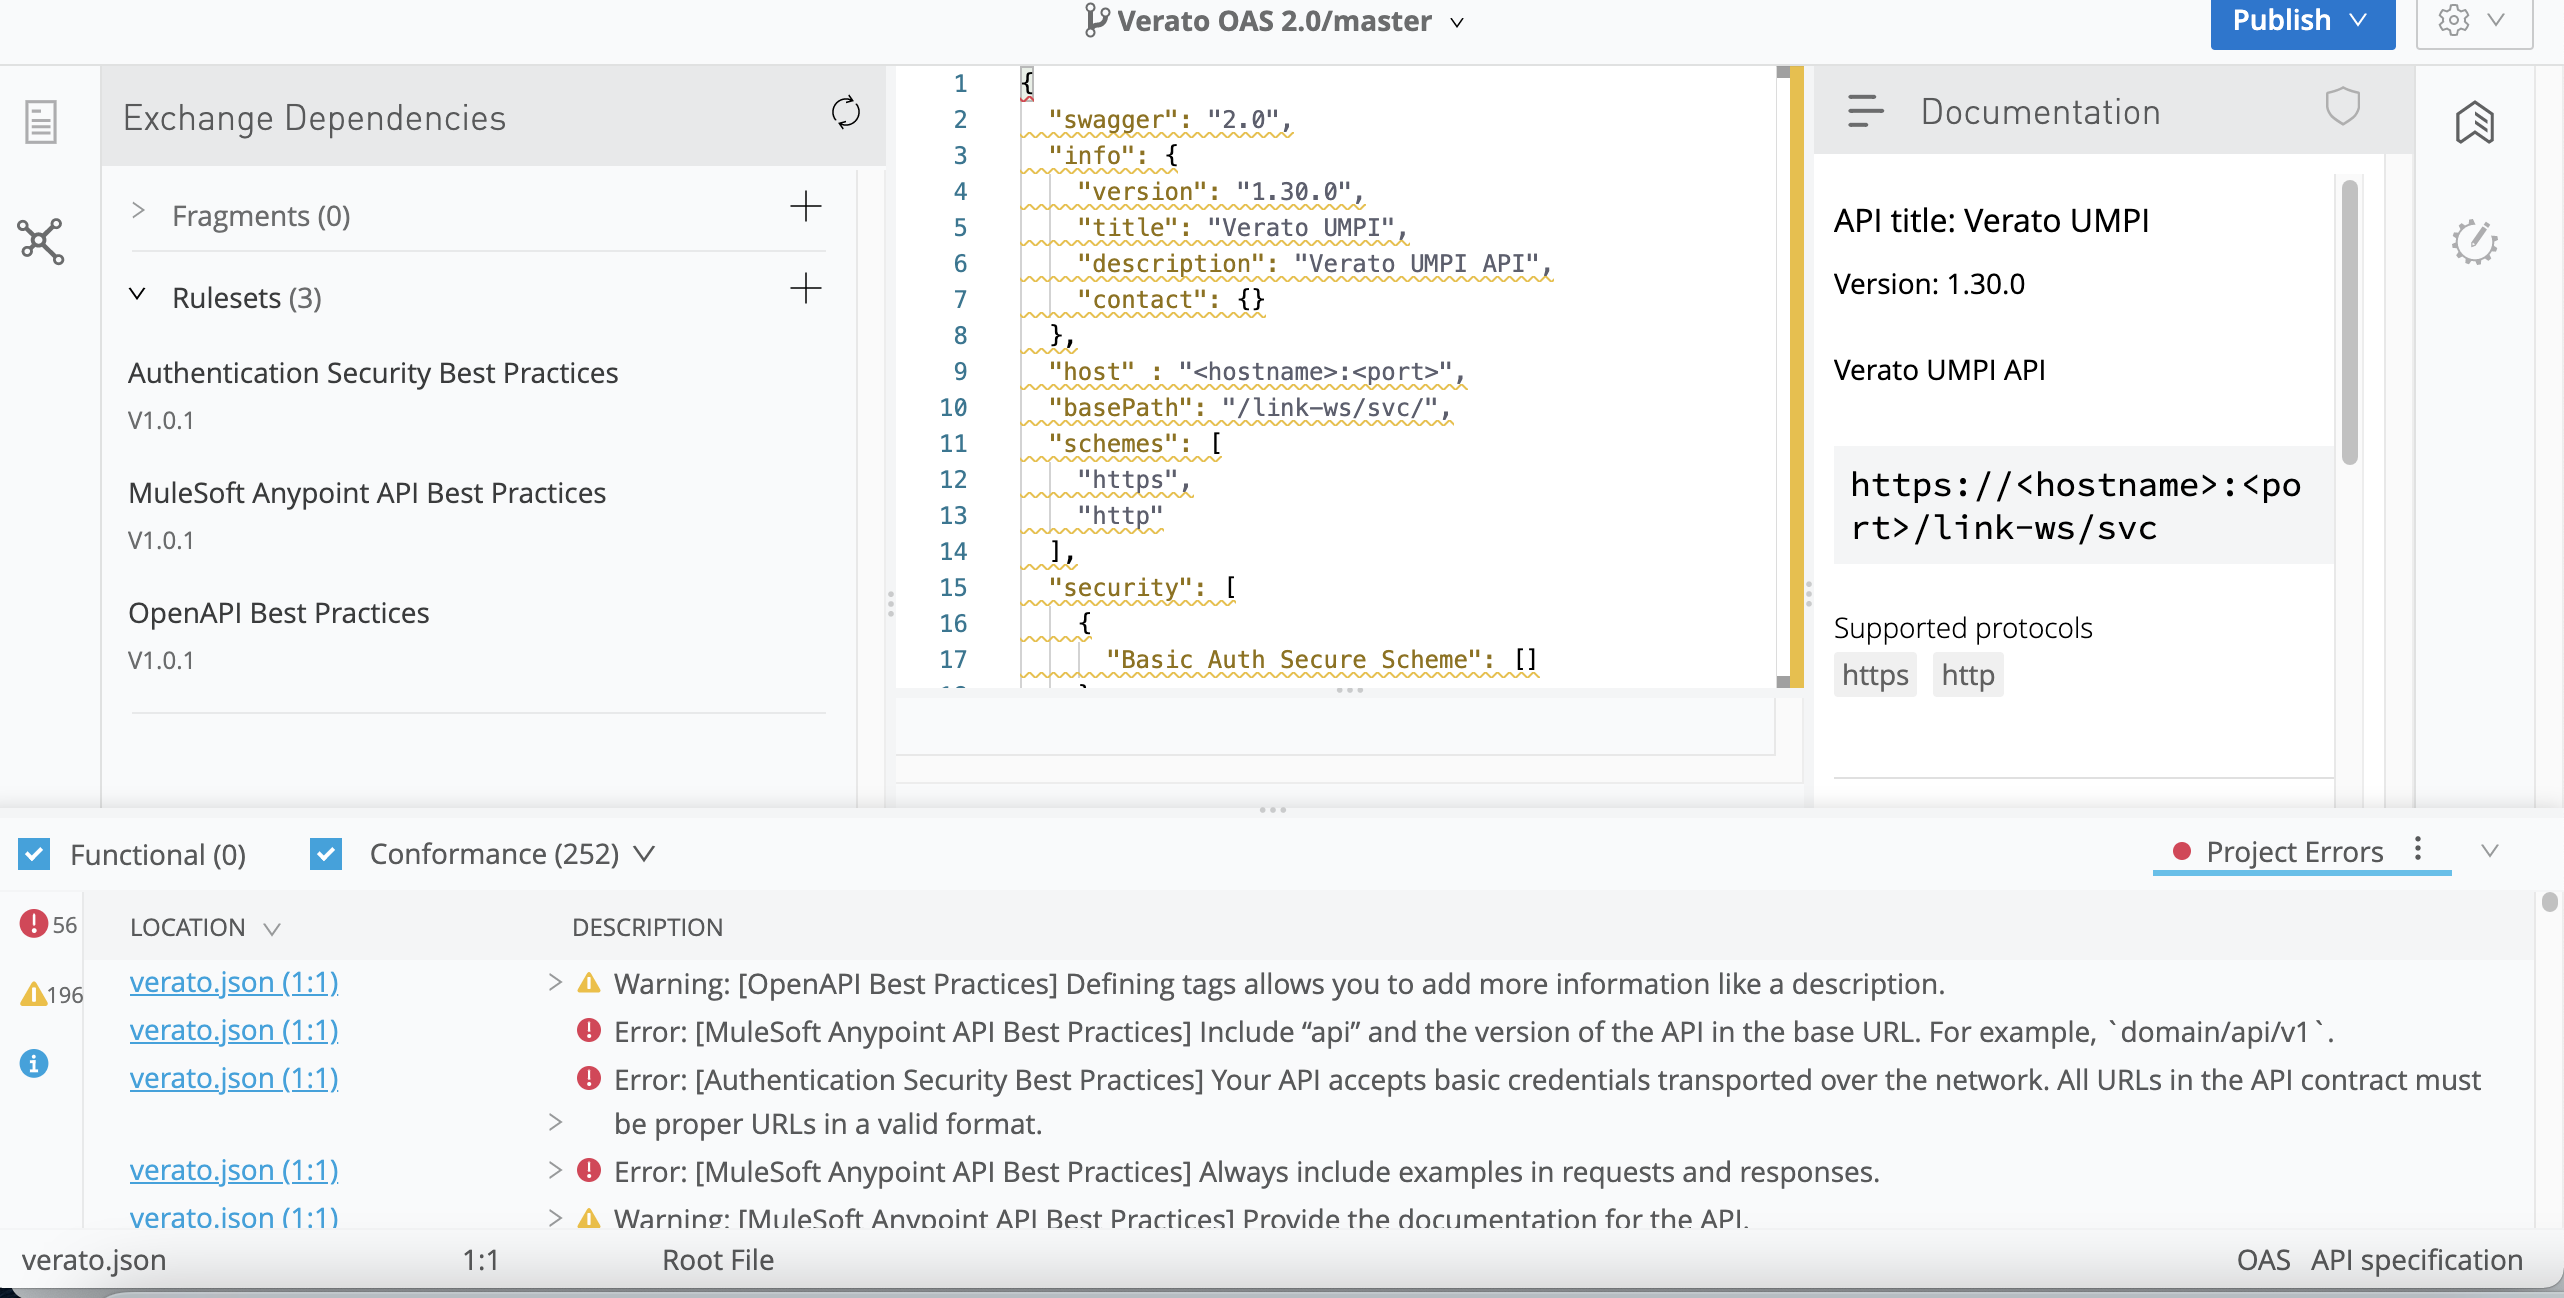 Verato OAS 2.0/master
Publish
Exchange Dependencies
Fragments (0)
Rulesets (3)
Authentication Security Best Practices
V1.0.1
MuleSoft Anypoint API Best Practices
V1.0.1
OpenAPI Best Practices
V1.0.1
1 {
2 "swagger": "2.0",
3 "info": {
4 "version": "1.30.0",
5 "title": "Verato UMPI",
6 "description": "Verato UMPI API",
7 "contact": {}
8 },
9 "host" : "<hostname>:<port>",
10 "basePath": "/link-ws/svc/",
11 "schemes": [
12 "https",
13 "http"
14 ],
15 "security": [
16 {
17 "Basic Auth Secure Scheme": []
Documentation
API title: Verato UMPI
Version: 1.30.0
Verato UMPI API
https://<hostname>:<po
rt>/link-ws/svc
Supported protocols
https http
Functional (0) Conformance (252)
Project Errors
56
196
LOCATION DESCRIPTION
verato.json (1:1) Warning: [OpenAPI Best Practices] Defining tags allows you to add more information like a description.
verato.json (1:1) Error: [MuleSoft Anypoint API Best Practices] Include “api” and the version of the API in the base URL. For example, `domain/api/v1`.
verato.json (1:1) Error: [Authentication Security Best Practices] Your API accepts basic credentials transported over the network. All URLs in the API contract must
be proper URLs in a valid format.
verato.json (1:1) Error: [MuleSoft Anypoint API Best Practices] Always include examples in requests and responses.
verato.json (1:1) Warning: [MuleSoft Anypoint API Best Practices] Provide the documentation for the API.
verato.json 1:1 Root File OAS API specification